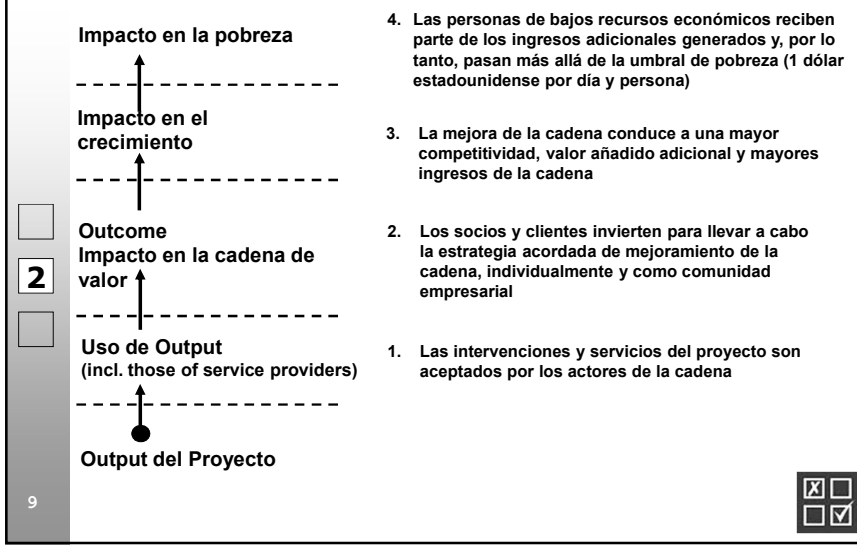 Impacto en la pobreza
4. Las personas de bajos recursos económicos reciben
parte de los ingresos adicionales generados y, por lo
tanto, pasan más allá de la umbral de pobreza (1 dólar
estadounidense por día y persona)
Impacto en el
crecimiento
3. La mejora de la cadena conduce a una mayor
competitividad, valor añadido adicional y mayores
ingresos de la cadena
Outcome
Impacto en la cadena de
valor
2. Los socios y clientes invierten para llevar a cabo
la estrategia acordada de mejoramiento de la
cadena, individualmente y como comunidad
empresarial
2
Uso de Output
(incl. those of service providers)
1. Las intervenciones y servicios del proyecto son
aceptados por los actores de la cadena
Output del Proyecto
9